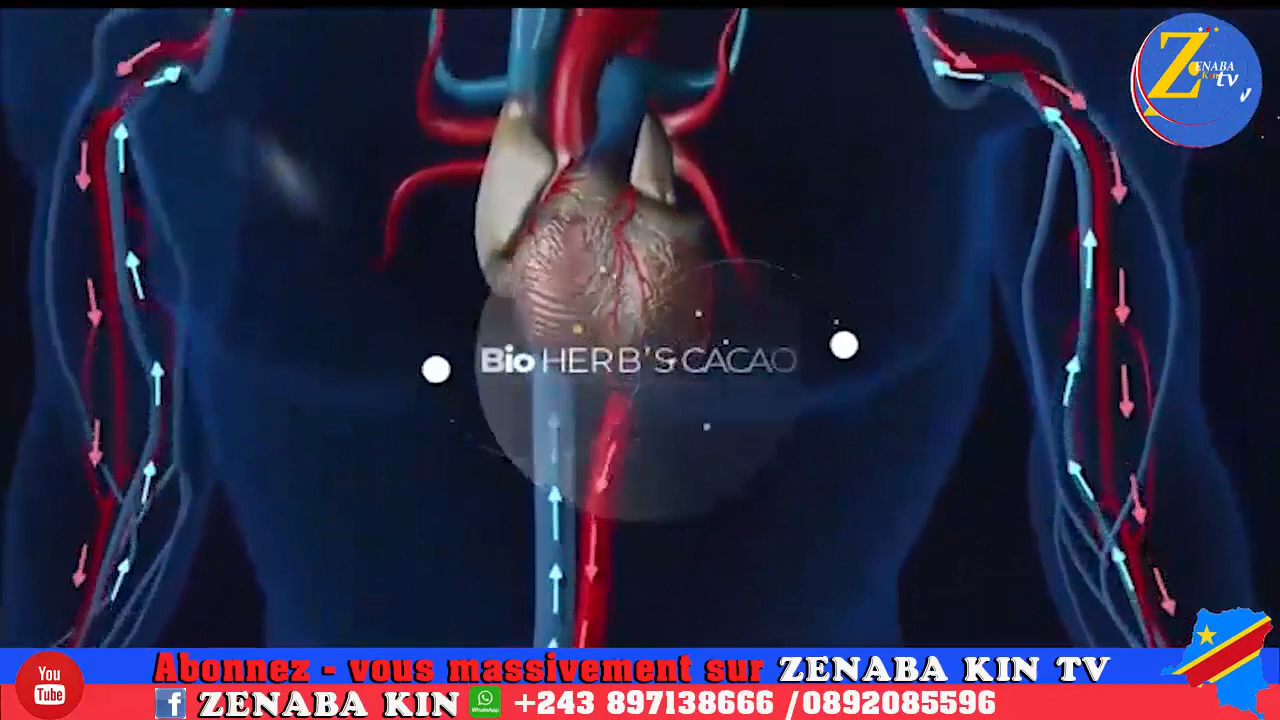 ZENABA
Kin
tv
Bio HERB'S CACAO
You
Tube
Abonnez - vous massivement sur ZENABA KIN TV
ZENABA KIN
WhatsApp
+243 897138666 /0892085596